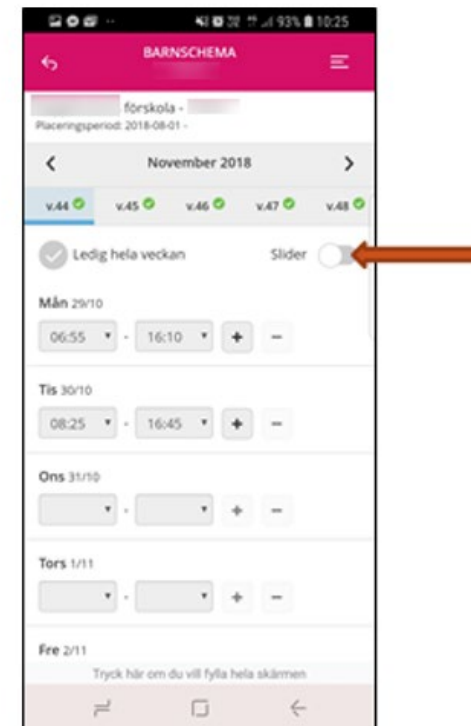 93% 10:25
BARNSCHEMA
förskola -
Placeringsperiod: 2018-08-01 -
November 2018
v.44 v.45 v.46 v.47 v.48
Ledig hela veckan Slider
Mån 29/10
06:55 - 16:10 + -
Tis 30/10
08:25 - 16:45 + -
Ons 31/10
- + -
Tors 1/11
- + -
Fre 2/11
Tryck här om du vill fylla hela skärmen